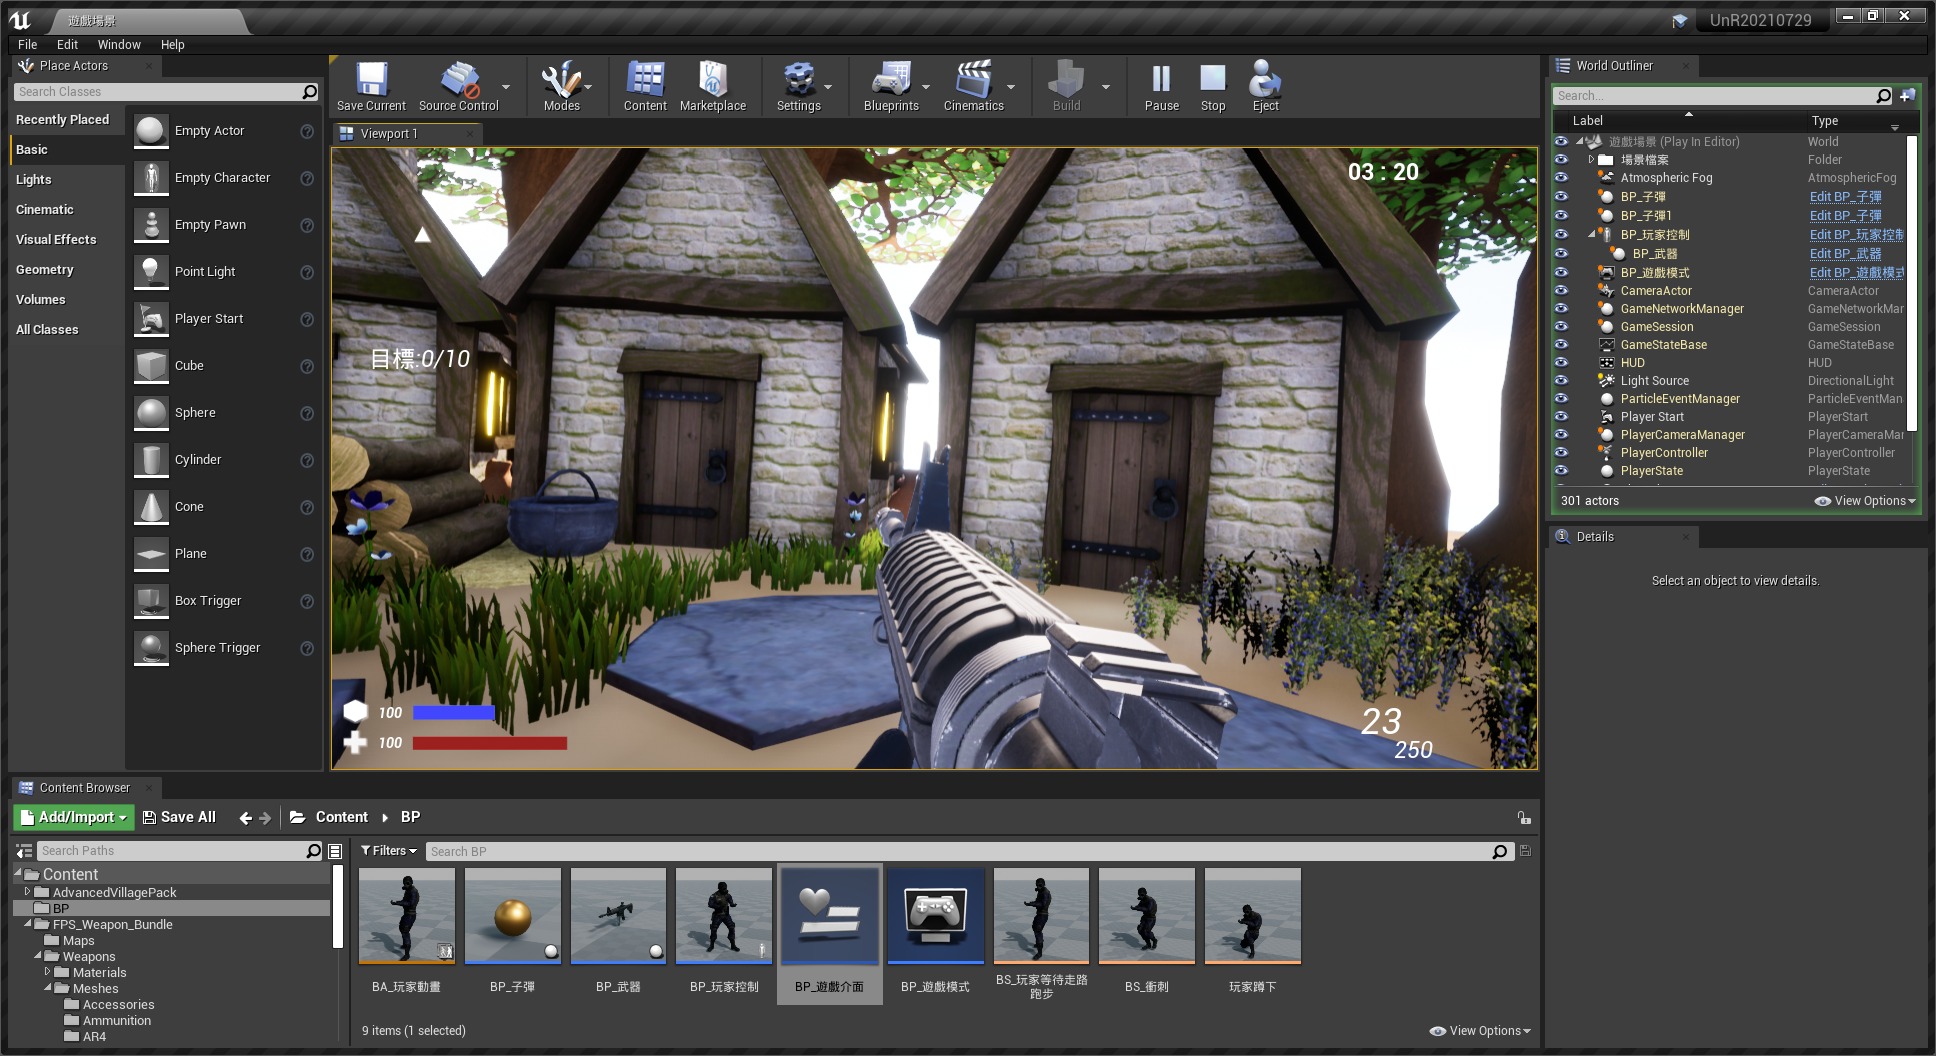 遊戲場景
UnR20210729
File Edit Window Help
Place Actors
Search Classes
Recently Placed
Basic
Lights
Cinematic
Visual Effects
Geometry
Volumes
All Classes
Empty Actor
Empty Character
Empty Pawn
Point Light
Player Start
Cube
Sphere
Cylinder
Cone
Plane
Box Trigger
Sphere Trigger
Save Current
Source Control
Modes
Content
Marketplace
Settings
Blueprints
Cinematics
Build
Pause
Stop
Eject
Viewport 1
03 : 20
目標:0/10
100
100
23
250
World Outliner
Search...
Label Type
遊戲場景 (Play In Editor) World
場景檔案 Folder
Atmospheric Fog AtmosphericFog
BP_子彈 Edit BP_子彈
BP_子彈1 Edit BP_子彈
BP_玩家控制 Edit BP_玩家控制
BP_武器 Edit BP_武器
BP_遊戲模式 Edit BP_遊戲模式
CameraActor CameraActor
GameNetworkManager GameNetworkMar
GameSession GameSession
GameStateBase GameStateBase
HUD HUD
Light Source DirectionalLight
ParticleEventManager ParticleEventMan
Player Start PlayerStart
PlayerCameraManager PlayerCameraMar
PlayerController PlayerController
PlayerState PlayerState
301 actors
View Options
Details
Select an object to view details.
Content Browser
Add/Import
Save All
Content
BP
Search Paths
Content
AdvancedVillagePack
BP
FPS_Weapon_Bundle
Maps
Weapons
Materials
Meshes
Accessories
Ammunition
AR4
Filters
Search BP
BA_玩家動畫
BP_子彈
BP_武器
BP_玩家控制
BP_遊戲介面
BP_遊戲模式
BS_玩家等待走路
跑步
BS_衝刺
玩家蹲下
9 items (1 selected)
View Options